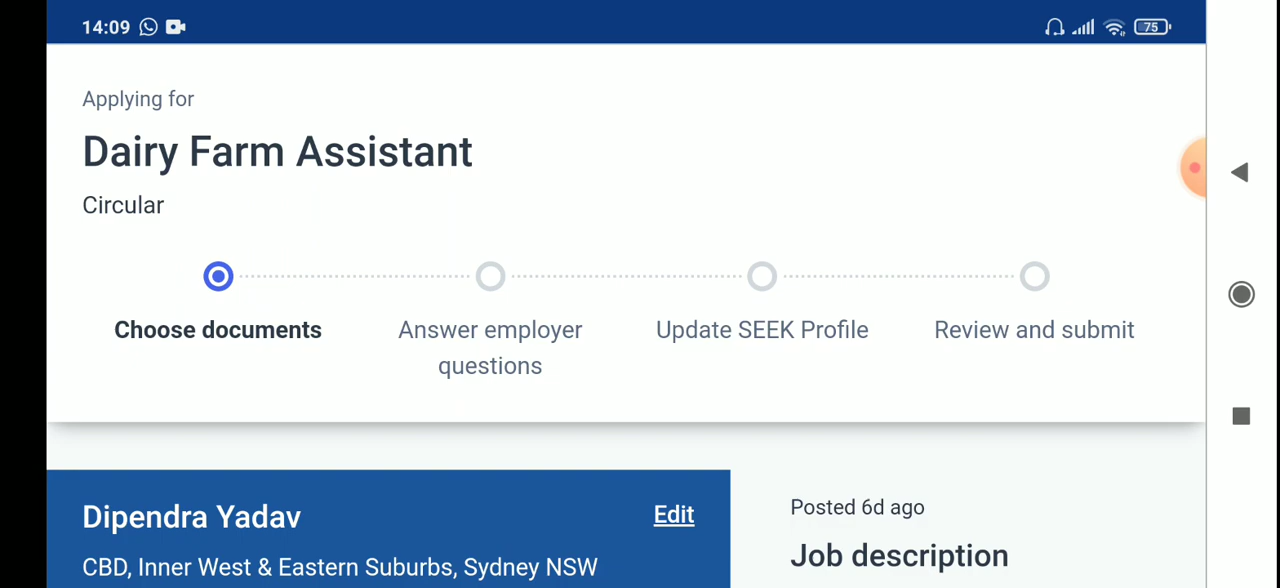 14:09
75
Applying for
Dairy Farm Assistant
Circular
Choose documents
Answer employer
questions
Update SEEK Profile
Review and submit
Dipendra Yadav
Edit
CBD, Inner West & Eastern Suburbs, Sydney NSW
Posted 6d ago
Job description